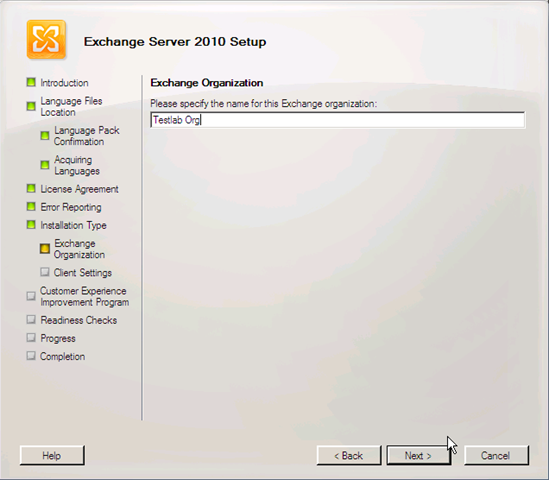 Exchange Server 2010 Setup
Introduction
Language Files
Location
Language Pack
Confirmation
Acquiring
Languages
License Agreement
Error Reporting
Installation Type
Exchange
Organization
Client Settings
Customer Experience
Improvement Program
Readiness Checks
Progress
Completion
Exchange Organization
Please specify the name for this Exchange organization:
Testlab Org
Help
< Back
Next >
Cancel